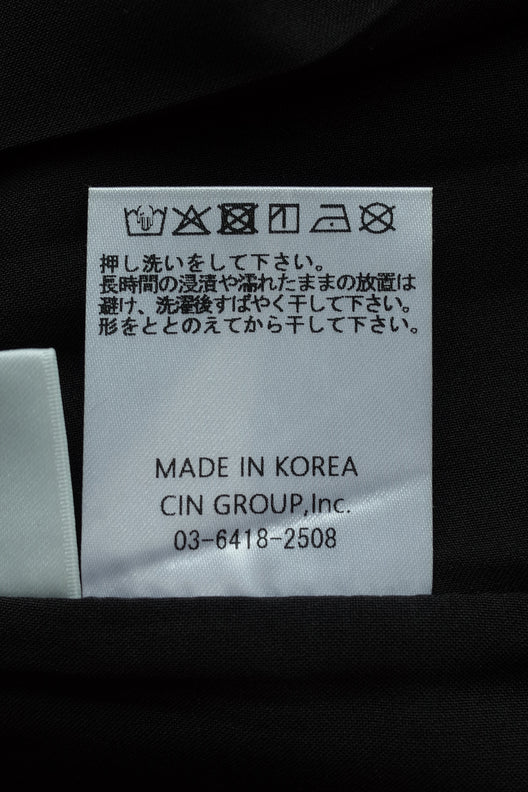 押し洗いをして下さい。
長時間の浸漬や濡れたままの放置は
避け、洗濯後すばやく干して下さい。
形をととのえてから干して下さい。
MADE IN KOREA
CIN GROUP,Inc.
03-6418-2508